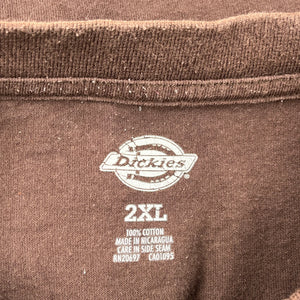 Dickies
2XL
100% COTTON
MADE IN NICARAGUA
CARE IN SIDE SEAM
RN20697 CA01095